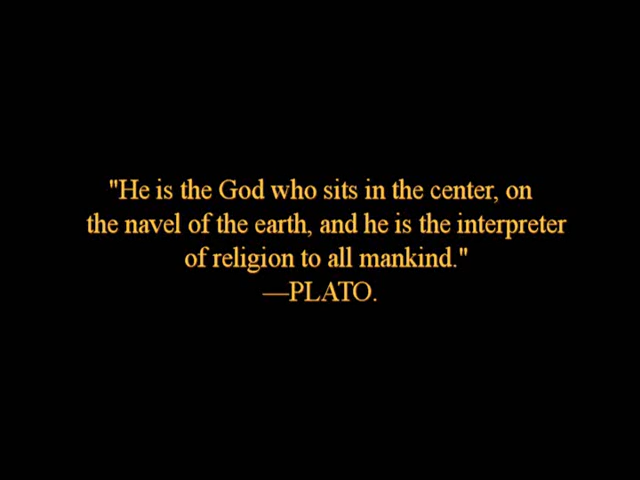 "He is the God who sits in the center, on
the navel of the earth, and he is the interpreter
of religion to all mankind."
—PLATO.